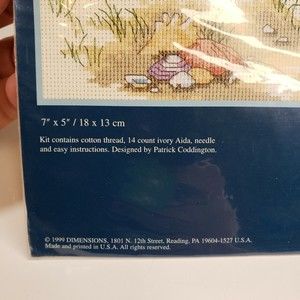 7" x 5" / 18 x 13 cm
Kit contains cotton thread, 14 count ivory Aida, needle
and easy instructions. Designed by Patrick Coddington.
© 1999 DIMENSIONS, 1801 N. 12th Street, Reading, PA 19604-1527 U.S.A.
Made and printed in U.S.A. All rights reserved.